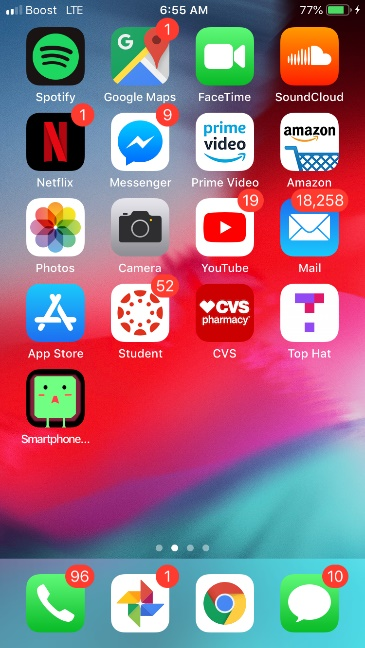 Boost LTE 6:55 AM 77%
1
G
Spotify Google Maps FaceTime SoundCloud
1 9
N prime video amazon
Netflix Messenger Prime Video Amazon
19 18,258
Photos Camera YouTube Mail
52
CVS pharmacy
T
App Store Student CVS Top Hat
Smartphone...
96 1 10